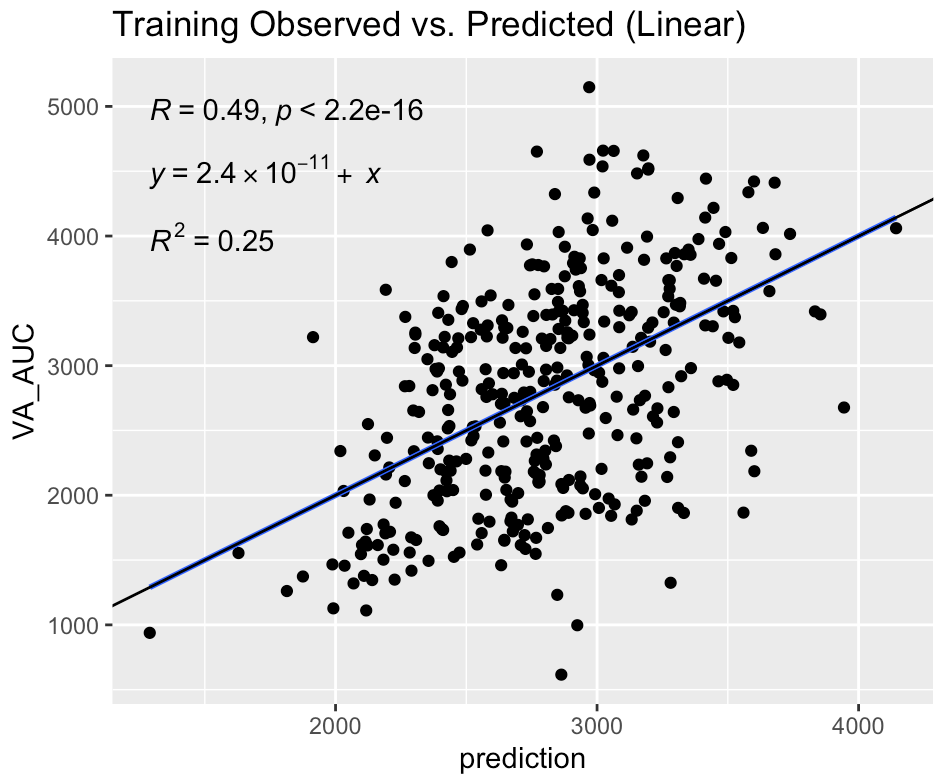 Training Observed vs. Predicted (Linear)
R = 0.49, p < 2.2e-16
y = 2.4 × 10⁻¹¹ + x
R² = 0.25
5000
4000
3000
2000
1000
VA_AUC
2000 3000 4000
prediction